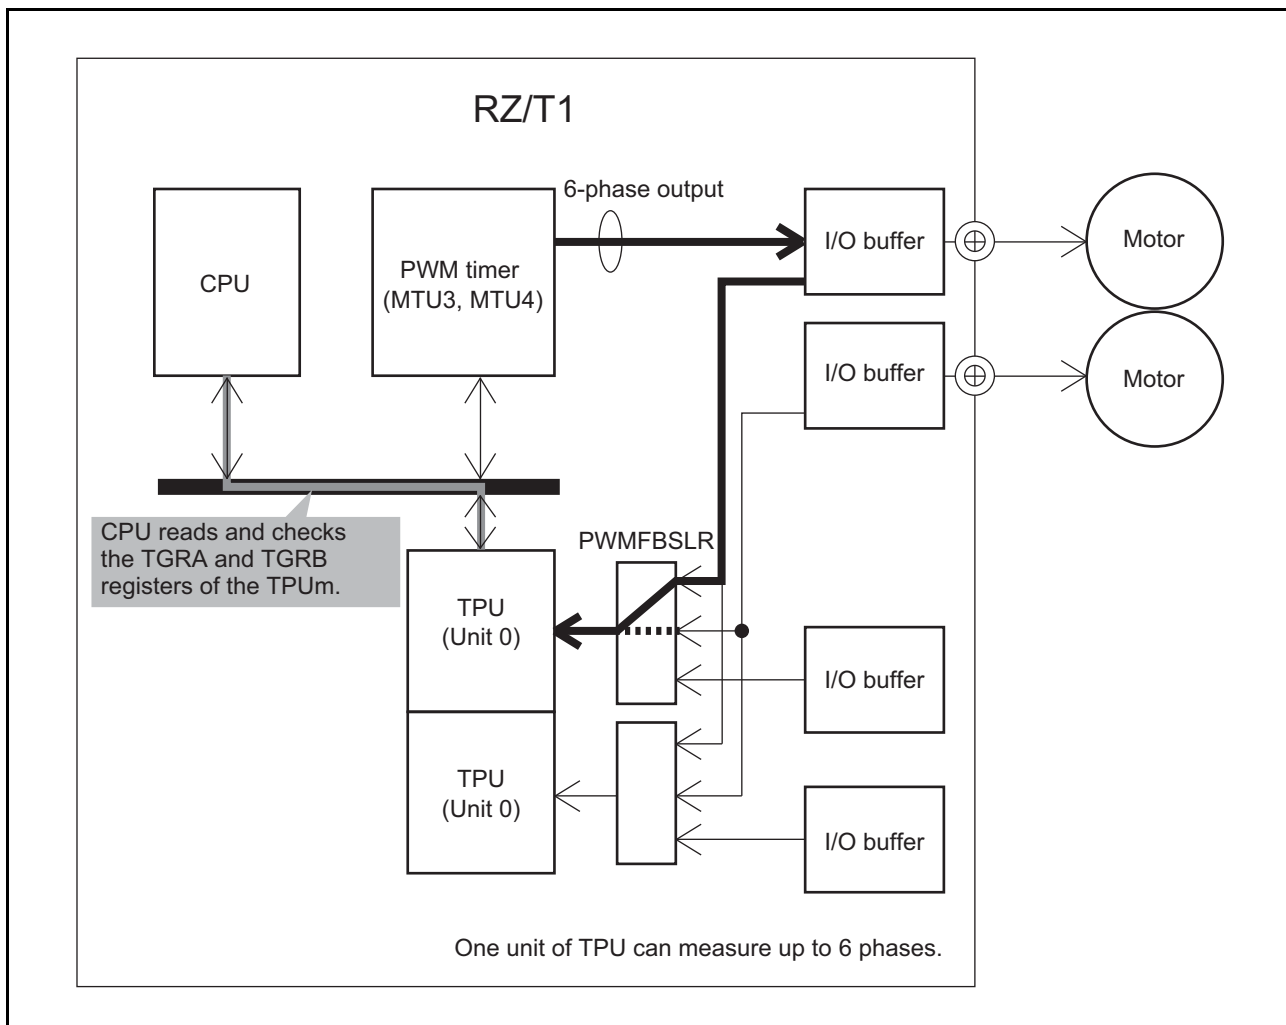 RZ/T1
6-phase output
CPU
PWM timer
(MTU3, MTU4)
I/O buffer
Motor
I/O buffer
Motor
CPU reads and checks
the TGRA and TGRB
registers of the TPUm.
PWMFBSLR
TPU
(Unit 0)
I/O buffer
TPU
(Unit 0)
I/O buffer
One unit of TPU can measure up to 6 phases.